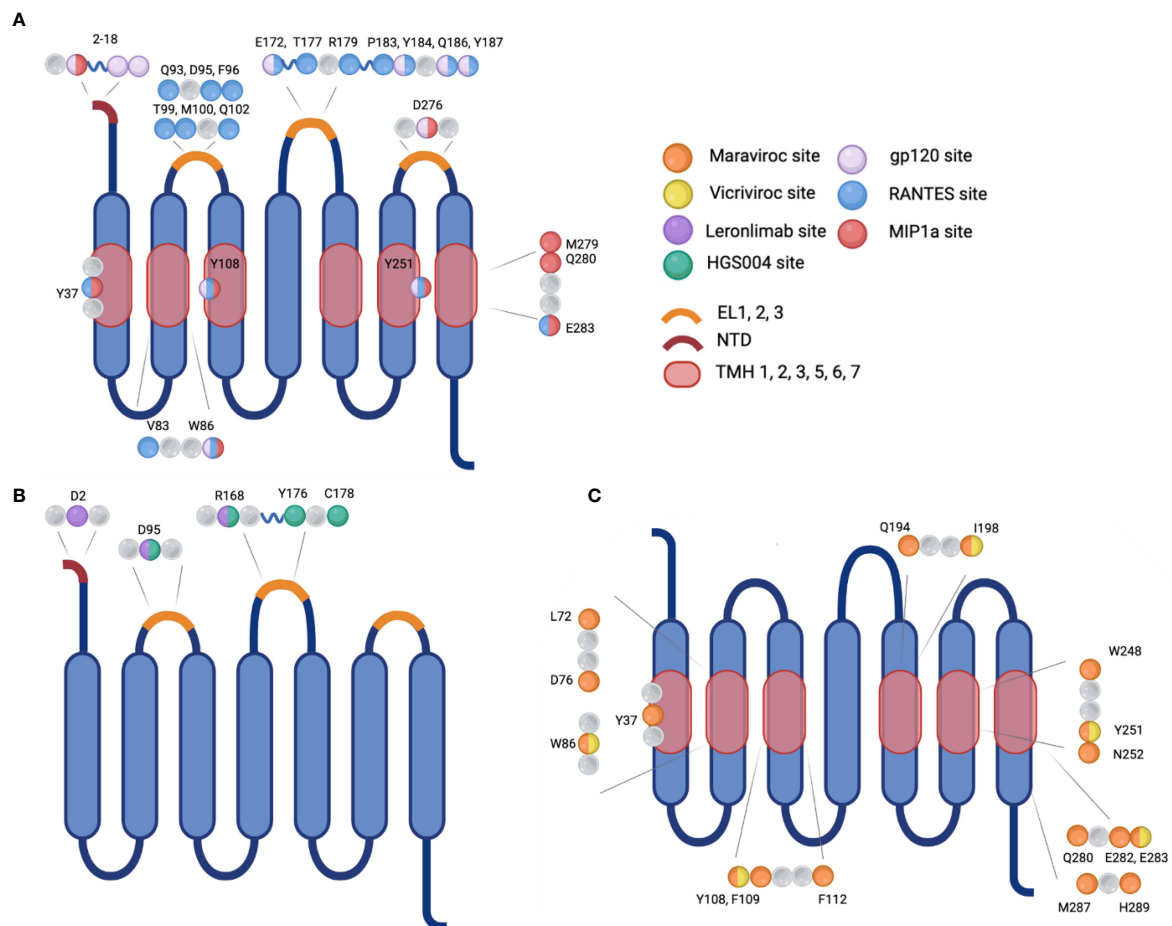 A
2-18
Q93, D95, F96
T99, M100, Q102
E172, T177 R179 P183, Y184, Q186, Y187
D276
Y37
Y108
Y251
M279
Q280
E283
V83 W86
Maraviroc site
Vicriviroc site
Leronlimab site
HGS004 site
gp120 site
RANTES site
MIP1a site
EL1, 2, 3
NTD
TMH 1, 2, 3, 5, 6, 7
B
D2
D95
R168 Y176 C178
C
Q194 I198
L72
D76
W86
Y37
W248
Y251
N252
Y108, F109 F112
Q280 E282, E283
M287 H289